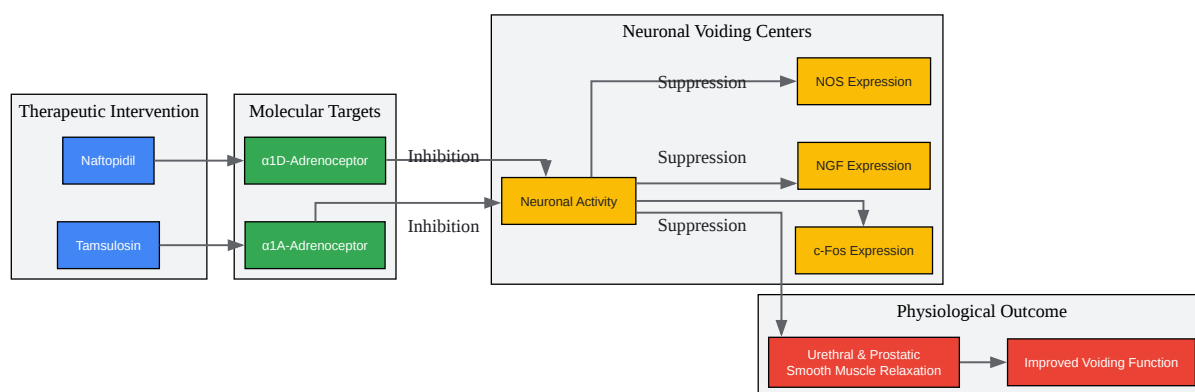 Neuronal Voiding Centers
Suppression
NOS Expression
Therapeutic Intervention
Molecular Targets
Naftopidil
α1D-Adrenoceptor
Inhibition
Suppression
NGF Expression
Neuronal Activity
Tamsulosin
α1A-Adrenoceptor
Inhibition
Suppression
c-Fos Expression
Physiological Outcome
Urethral & Prostatic
Smooth Muscle Relaxation
Improved Voiding Function